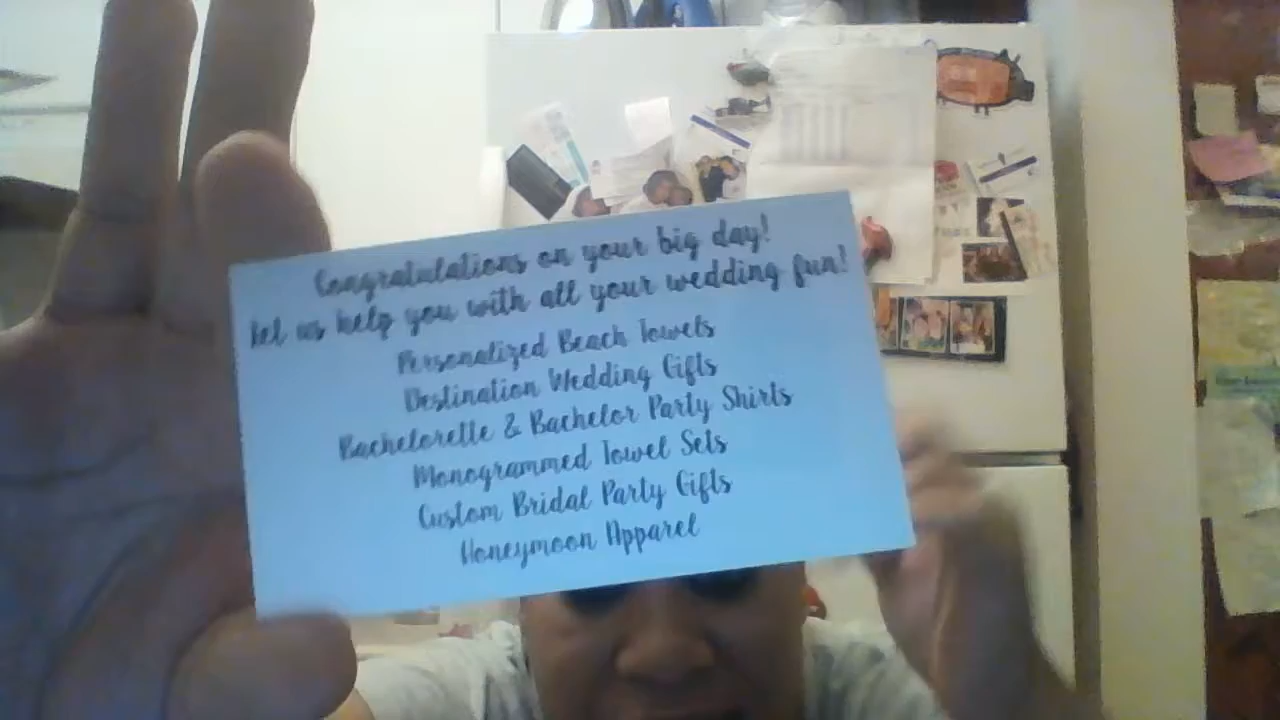 Congratulations on your big day!
Let us help you with all your wedding fun!
Personalized Beach Towels
Destination Wedding Gifts
Bachelorette & Bachelor Party Shirts
Monogrammed Towel Sets
Custom Bridal Party Gifts
Honeymoon Apparel